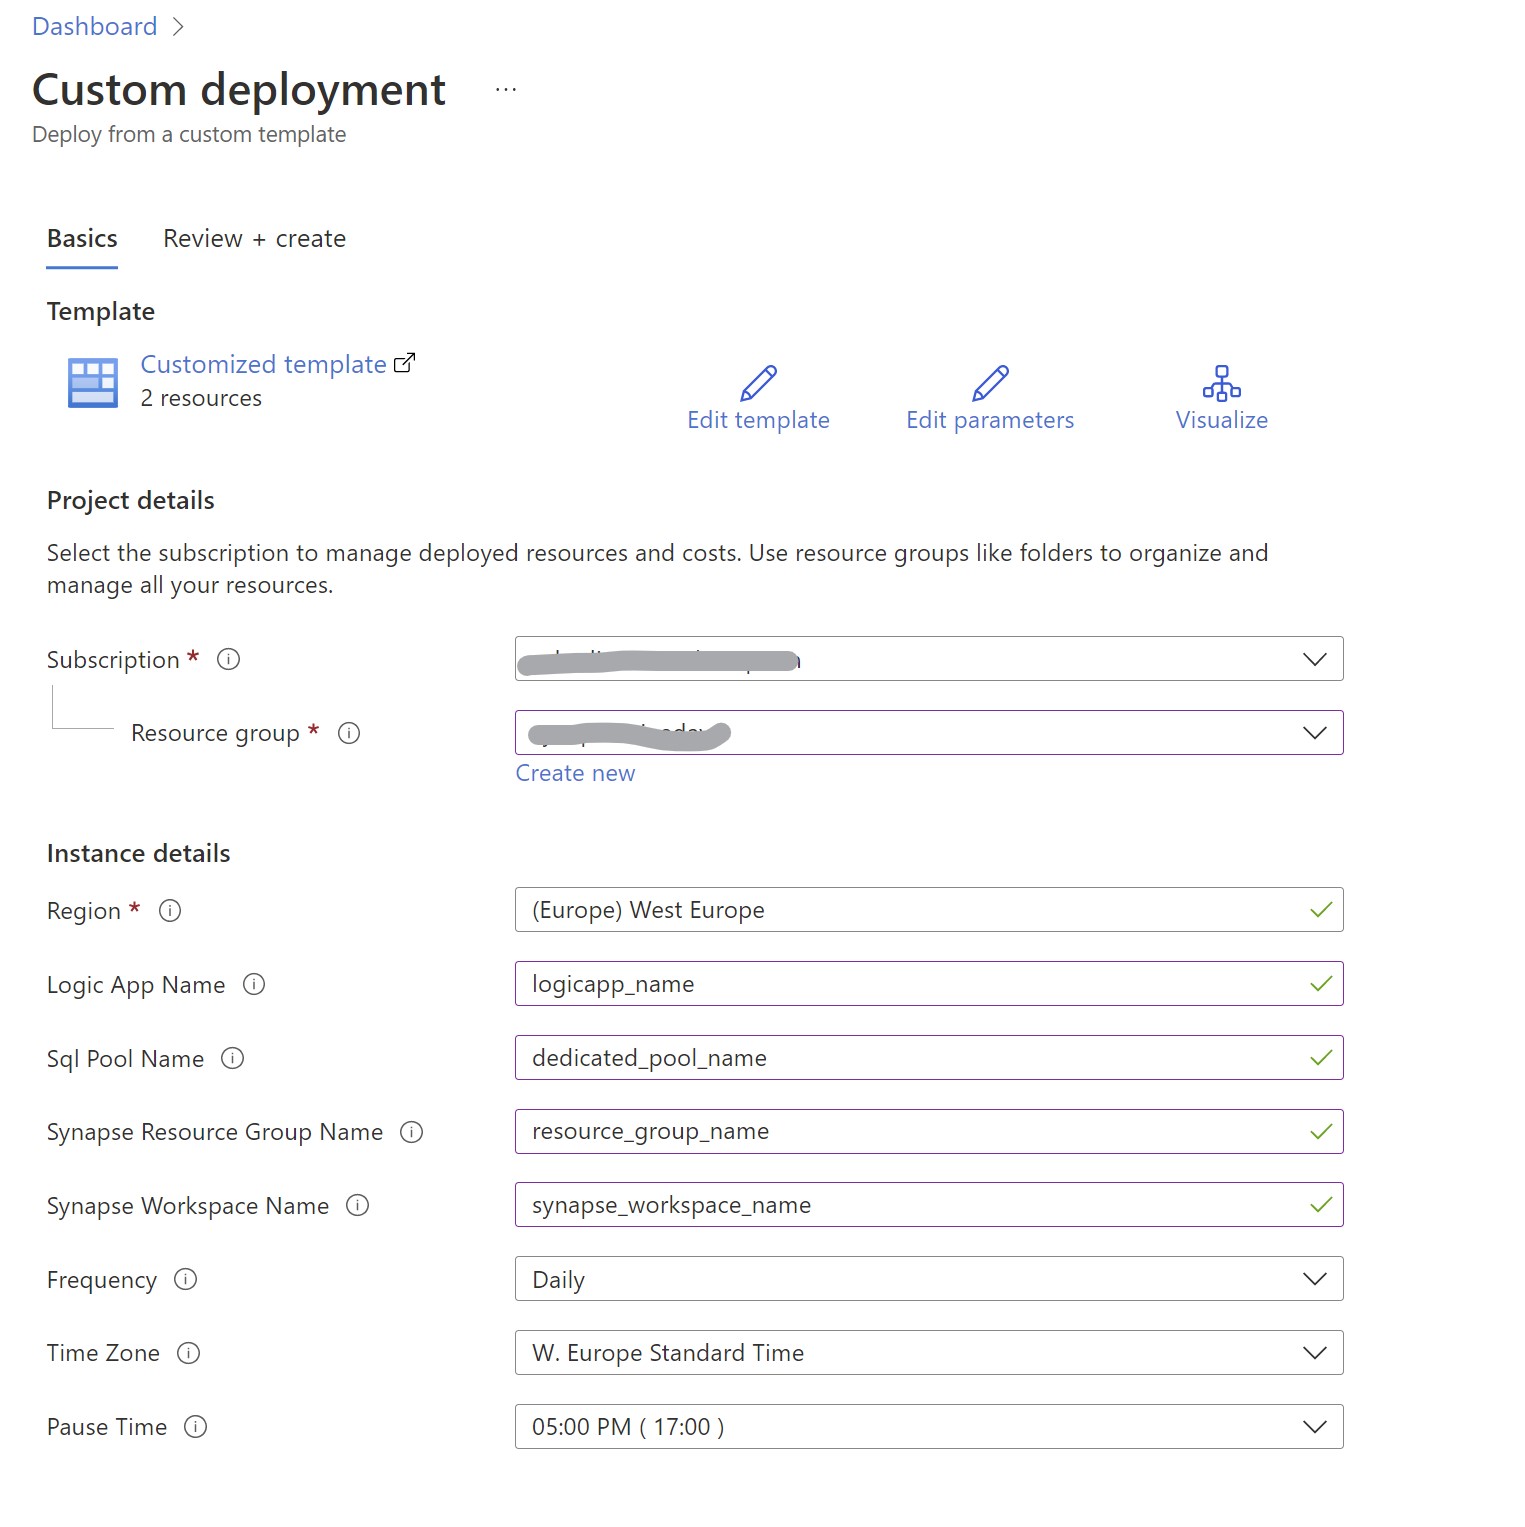 Dashboard
Custom deployment ...
Deploy from a custom template
Basics
Review + create
Template
Customized template
2 resources
Edit template
Edit parameters
Visualize
Project details
Select the subscription to manage deployed resources and costs. Use resource groups like folders to organize and
manage all your resources.
Subscription *
Resource group *
Create new
Instance details
Region *
(Europe) West Europe
Logic App Name
logicapp_name
Sql Pool Name
dedicated_pool_name
Synapse Resource Group Name
resource_group_name
Synapse Workspace Name
synapse_workspace_name
Frequency
Daily
Time Zone
W. Europe Standard Time
Pause Time
05:00 PM ( 17:00 )